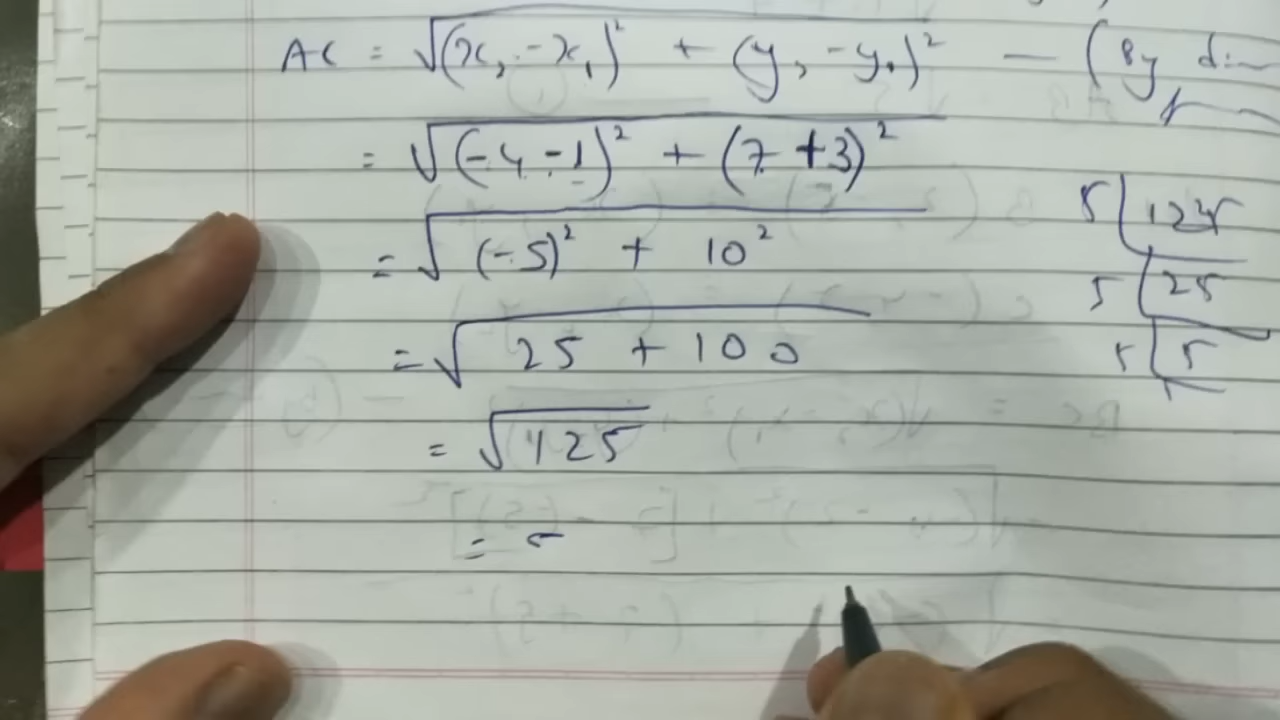 AC = √(x₂ - x₁)² + (y₂ - y₁)² — (By
= √(-4 - 1)² + (7 + 3)²
= √(-5)² + 10²
= √25 + 100
= √125
=
5 | 125
5 | 25
5 | 5